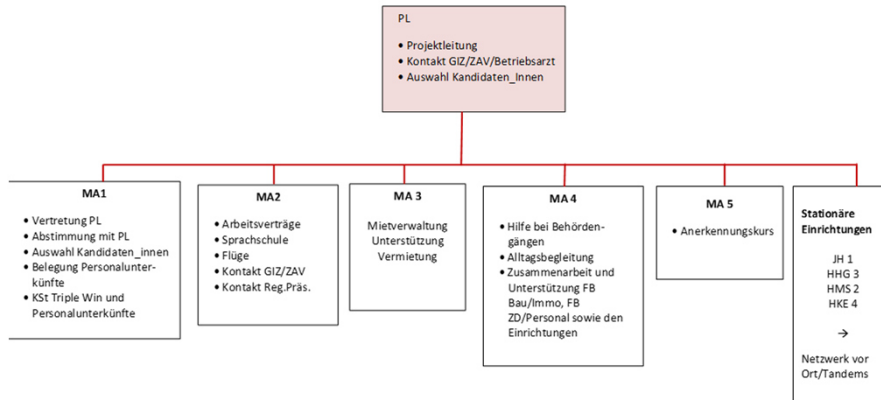 PL
• Projektleitung
• Kontakt GIZ/ZAV/Betriebsarzt
• Auswahl Kandidaten_Innen
MA1
• Vertretung PL
• Abstimmung mit PL
• Auswahl Kandidaten_innen
• Belegung Personalunter-
künfte
• KSt Triple Win und
Personalunterkünfte
MA2
• Arbeitsverträge
• Sprachschule
• Flüge
• Kontakt GIZ/ZAV
• Kontakt Reg.Präs.
MA 3
Mietverwaltung
Unterstützung
Vermietung
MA 4
• Hilfe bei Behörden-
gängen
• Alltagsbegleitung
• Zusammenarbeit und
Unterstützung FB
Bau/Immo, FB
ZD/Personal sowie den
Einrichtungen
MA 5
• Anerkennungskurs
Stationäre
Einrichtungen
JH 1
HHG 3
HMS 2
HKE 4
→
Netzwerk vor
Ort/Tandems